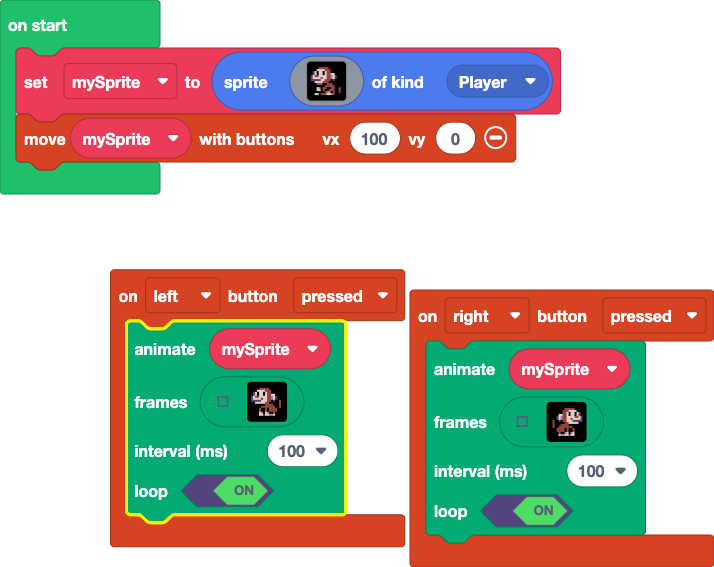 on start
set mySprite to sprite of kind Player
move mySprite with buttons vx 100 vy 0
on left button pressed
animate mySprite
frames
interval (ms) 100
loop ON
on right button pressed
animate mySprite
frames
interval (ms) 100
loop ON